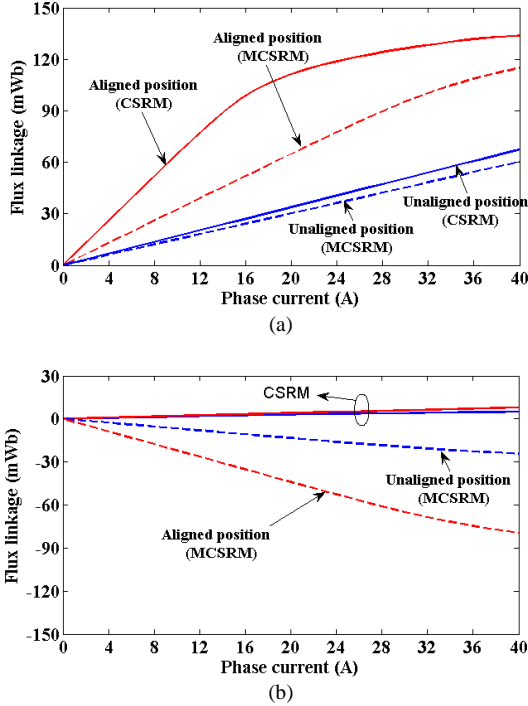 150
120
90
60
30
0
Flux linkage (mWb)
Aligned position
(MCSRM)
Aligned position
(CSRM)
Unaligned position
(CSRM)
Unaligned position
(MCSRM)
0 4 8 12 16 20 24 28 32 36 40
Phase current (A)
(a)
30
0
-30
-60
-90
-120
-150
Flux linkage (mWb)
CSRM
Unaligned position
(MCSRM)
Aligned position
(MCSRM)
0 4 8 12 16 20 24 28 32 36 40
Phase current (A)
(b)